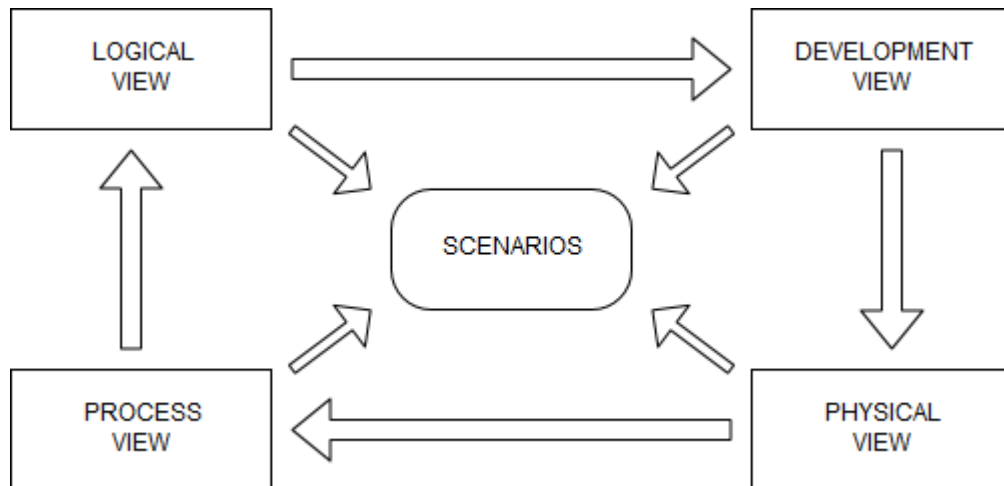 LOGICAL
VIEW
DEVELOPMENT
VIEW
SCENARIOS
PROCESS
VIEW
PHYSICAL
VIEW